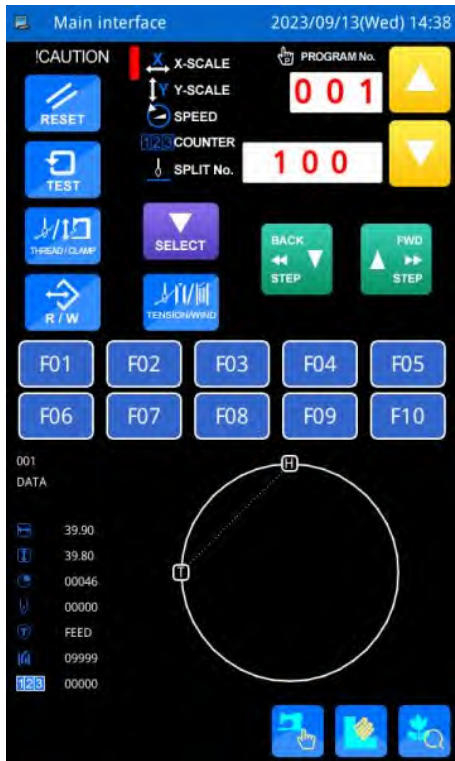 Main interface 2023/09/13(Wed) 14:38
!CAUTION
X X-SCALE
PROGRAM No.
P
Y Y-SCALE
0 0 1
RESET
SPEED
123 COUNTER
SPLIT No.
1 0 0
TEST
THREAD/CLAMP
SELECT
BACK
STEP
FWD
STEP
R/W
TENSION/WIND
F01 F02 F03 F04 F05
F06 F07 F08 F09 F10
001
DATA
H
39.90
39.80
T
00046
00000
T FEED
09999
123 00000